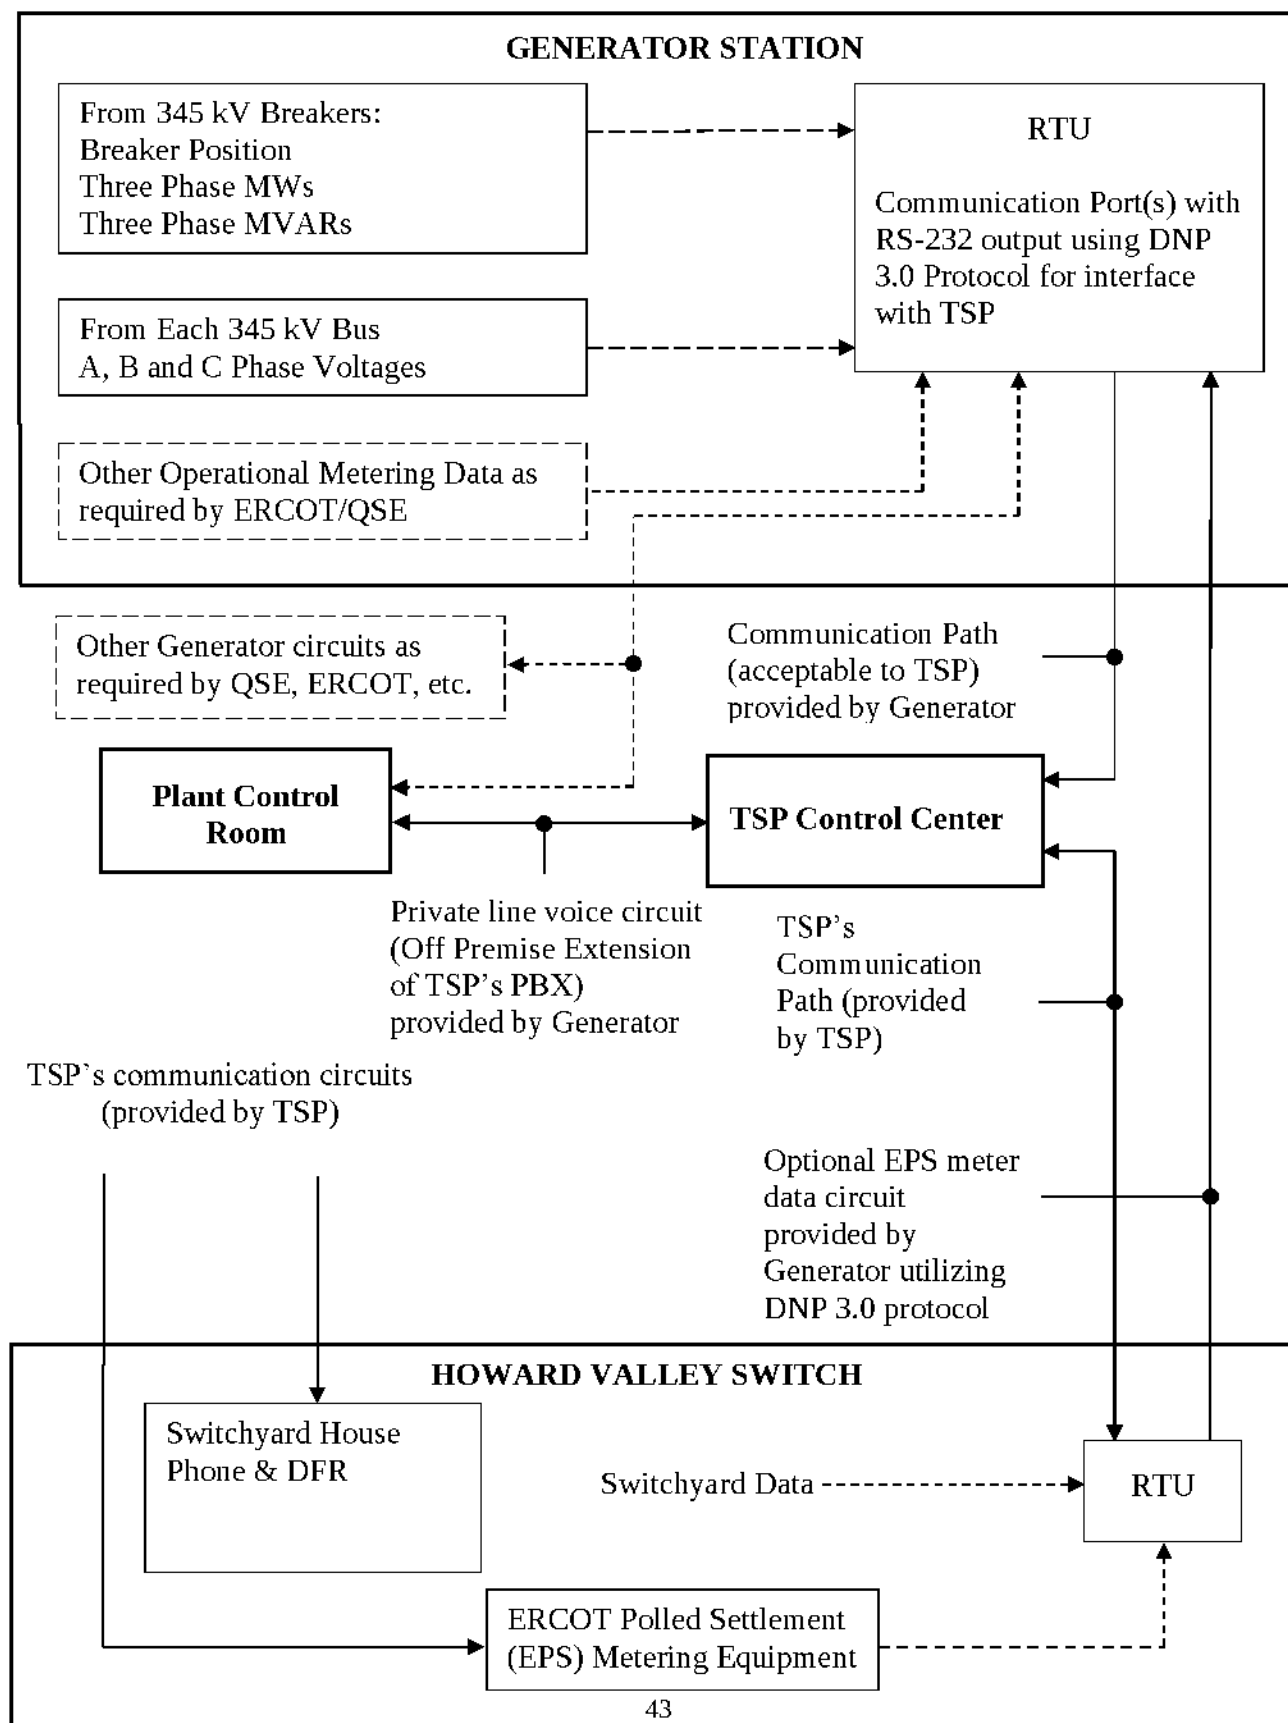 GENERATOR STATION
From 345 kV Breakers:
Breaker Position
Three Phase MWs
Three Phase MVARs
RTU
Communication Port(s) with
RS-232 output using DNP
3.0 Protocol for interface
with TSP
From Each 345 kV Bus
A, B and C Phase Voltages
Other Operational Metering Data as
required by ERCOT/QSE
Other Generator circuits as
required by QSE, ERCOT, etc.
Communication Path
(acceptable to TSP)
provided by Generator
Plant Control
Room
TSP Control Center
Private line voice circuit
(Off Premise Extension
of TSP’s PBX)
provided by Generator
TSP’s
Communication
Path (provided
by TSP)
TSP’s communication circuits
(provided by TSP)
Optional EPS meter
data circuit
provided by
Generator utilizing
DNP 3.0 protocol
HOWARD VALLEY SWITCH
Switchyard House
Phone & DFR
Switchyard Data
RTU
ERCOT Polled Settlement
(EPS) Metering Equipment
43